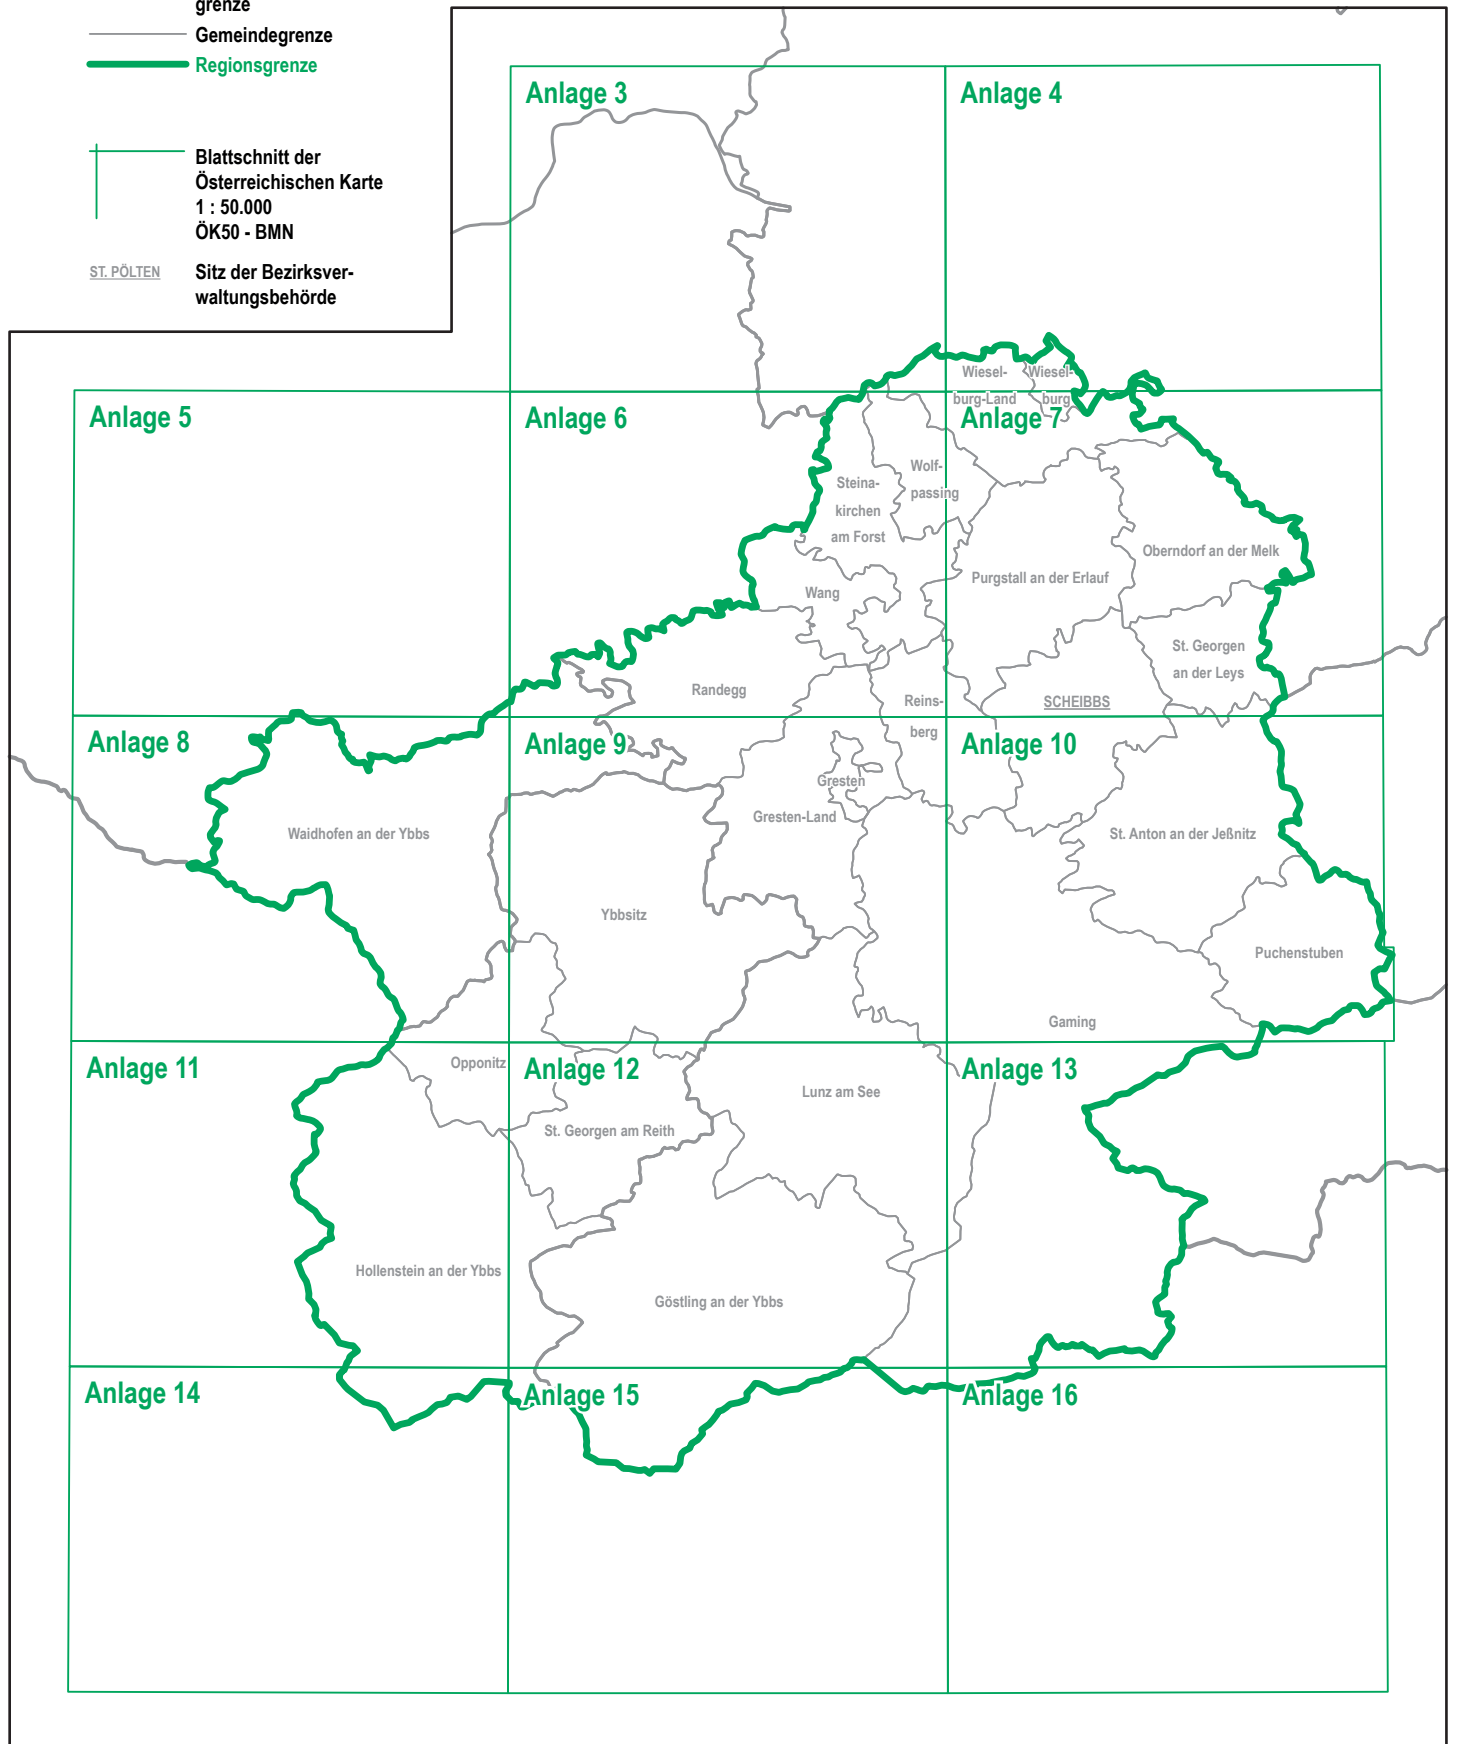 grenze
Gemeindegrenze
Regionsgrenze
Blattschnitt der
Österreichischen Karte
1 : 50.000
ÖK50 - BMN
ST. PÖLTEN
Sitz der Bezirksver-
waltungsbehörde
Anlage 3
Anlage 4
Wiesel-
burg-Land
Wiesel-
burg
Anlage 5
Anlage 6
Anlage 7
Wolf-
passing
Steina-
kirchen
am Forst
Oberndorf an der Melk
Purgstall an der Erlauf
Wang
St. Georgen
an der Leys
Randegg
Reins-
berg
SCHEIBBS
Anlage 8
Anlage 9
Anlage 10
Gresten
Gresten-Land
Waidhofen an der Ybbs
St. Anton an der Jeßnitz
Ybbsitz
Puchenstuben
Gaming
Anlage 11
Opponitz
Anlage 12
Anlage 13
Lunz am See
St. Georgen am Reith
Hollenstein an der Ybbs
Göstling an der Ybbs
Anlage 14
Anlage 15
Anlage 16